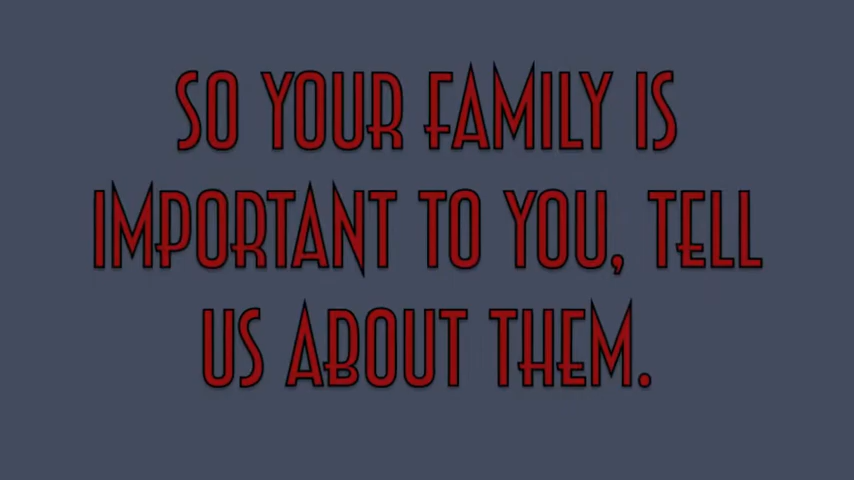 SO YOUR FAMILY IS
IMPORTANT TO YOU, TELL
US ABOUT THEM.